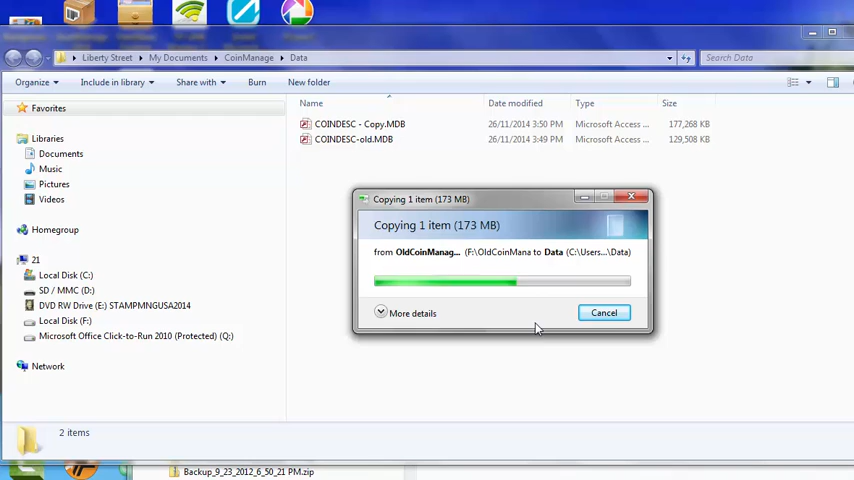 Liberty Street ▸ My Documents ▸ CoinManage ▸ Data
Search Data
Organize Include in library Share with Burn New folder
Favorites
Libraries
Documents
Music
Pictures
Videos
Homegroup
21
Local Disk (C:)
SD / MMC (D:)
DVD RW Drive (E:) STAMPMNGUSA2014
Local Disk (F:)
Microsoft Office Click-to-Run 2010 (Protected) (Q:)
Network
Name Date modified Type Size
COINDESC - Copy.MDB 26/11/2014 3:50 PM Microsoft Access ... 177,268 KB
COINDESC-old.MDB 26/11/2014 3:49 PM Microsoft Access ... 129,508 KB
Copying 1 item (173 MB)
Copying 1 item (173 MB)
from OldCoinManag... (F:\OldCoinMana to Data (C:\Users...\Data)
More details
Cancel
2 items
Backup_9_23_2012_6_50_21 PM.zip